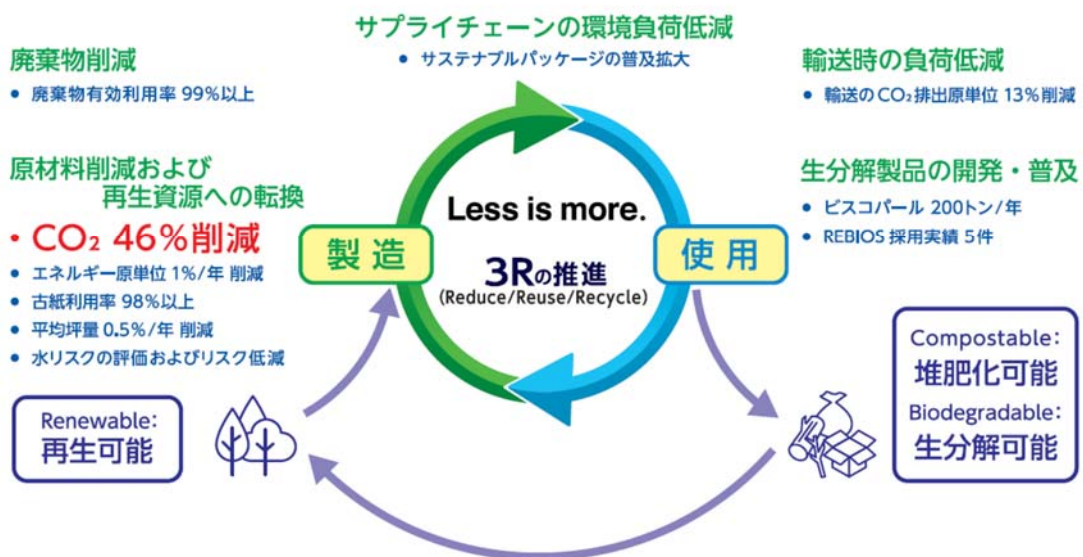 サプライチェーンの環境負荷低減
• サステナブルパッケージの普及拡大
廃棄物削減
• 廃棄物有効利用率 99%以上
原材料削減および
再生資源への転換
・CO₂ 46%削減
• エネルギー原単位 1%/年 削減
• 古紙利用率 98%以上
• 平均坪量 0.5%/年 削減
• 水リスクの評価およびリスク低減
輸送時の負荷低減
• 輸送のCO₂排出原単位 13%削減
生分解製品の開発・普及
• ビスコパール 200トン/年
• REBIOS 採用実績 5件
Less is more.
製造
3Rの推進
(Reduce/Reuse/Recycle)
使用
Renewable:
再生可能
Compostable:
堆肥化可能
Biodegradable:
生分解可能